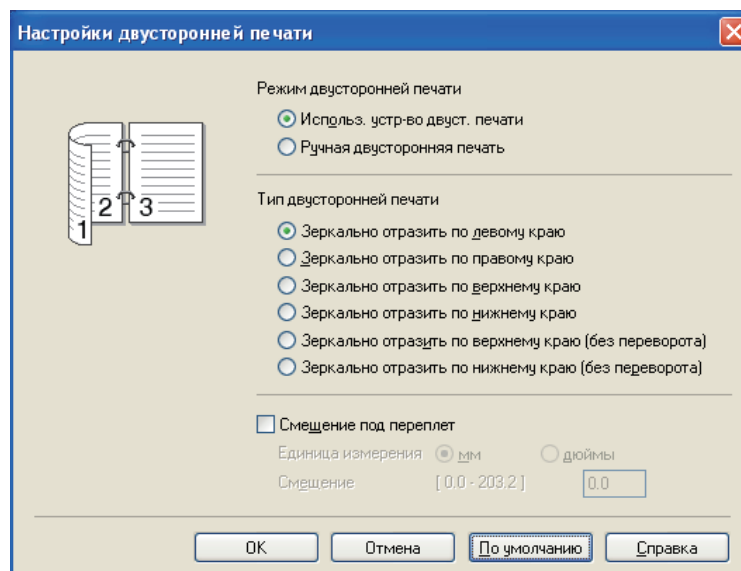 Настройки двусторонней печати
Режим двусторонней печати
Использ. устр-во двуст. печати
Ручная двусторонняя печать
Тип двусторонней печати
Зеркально отразить по левому краю
Зеркально отразить по правому краю
Зеркально отразить по верхнему краю
Зеркально отразить по нижнему краю
Зеркально отразить по верхнему краю (без переворота)
Зеркально отразить по нижнему краю (без переворота)
1 2 3
Смещение под переплет
Единица измерения мм дюймы
Смещение [ 0.0 - 203.2 ] 0.0
OK Отмена По умолчанию Справка